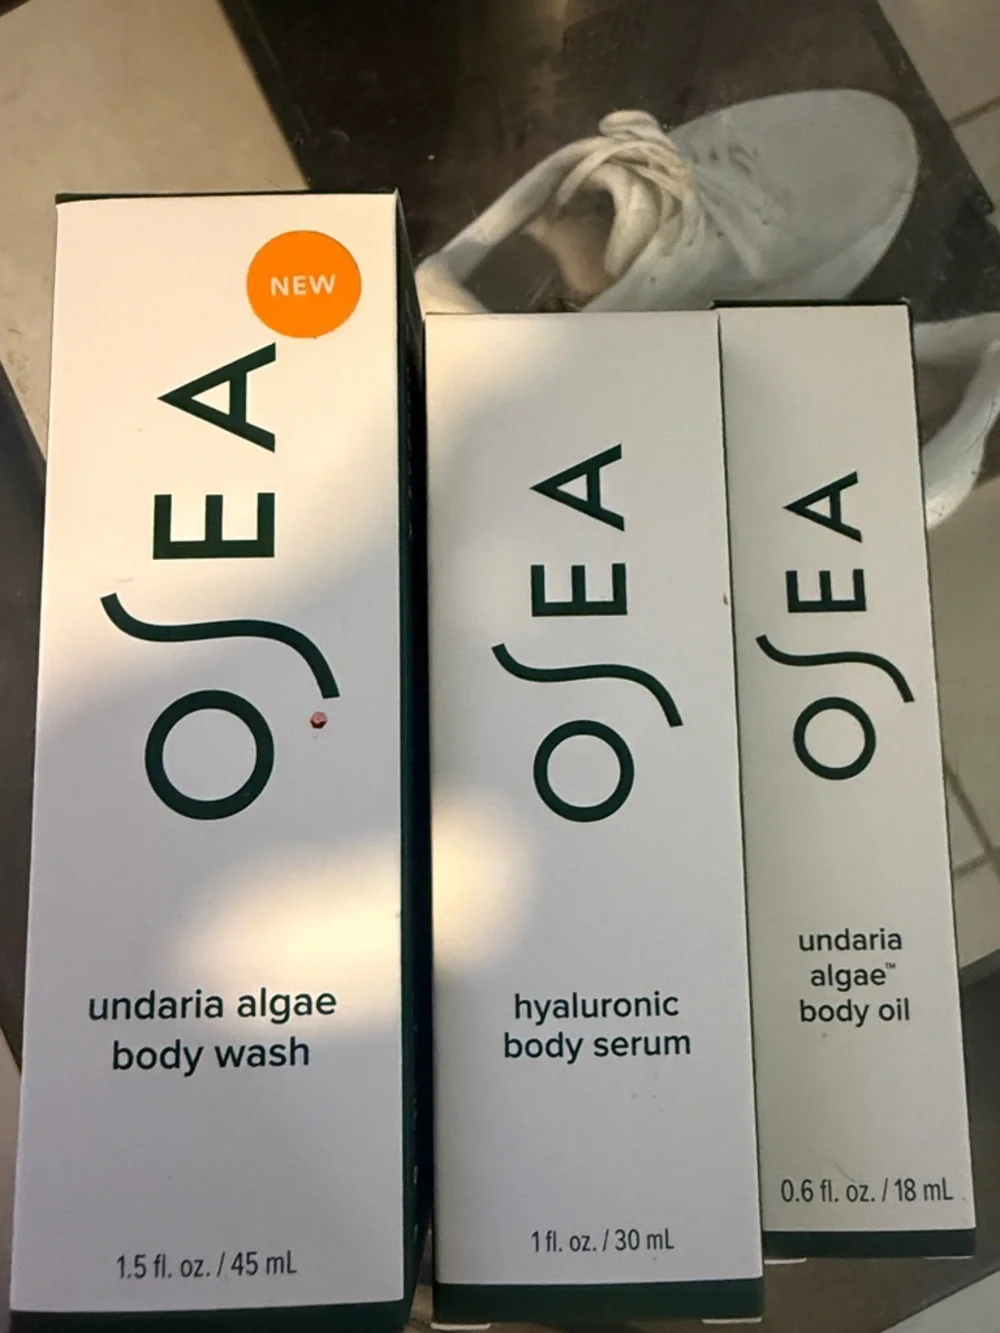 NEW
OSEA
undaria algae
body wash
1.5 fl. oz. / 45 mL
OSEA
hyaluronic
body serum
1 fl. oz. / 30 mL
OSEA
undaria
algae™
body oil
0.6 fl. oz. / 18 mL